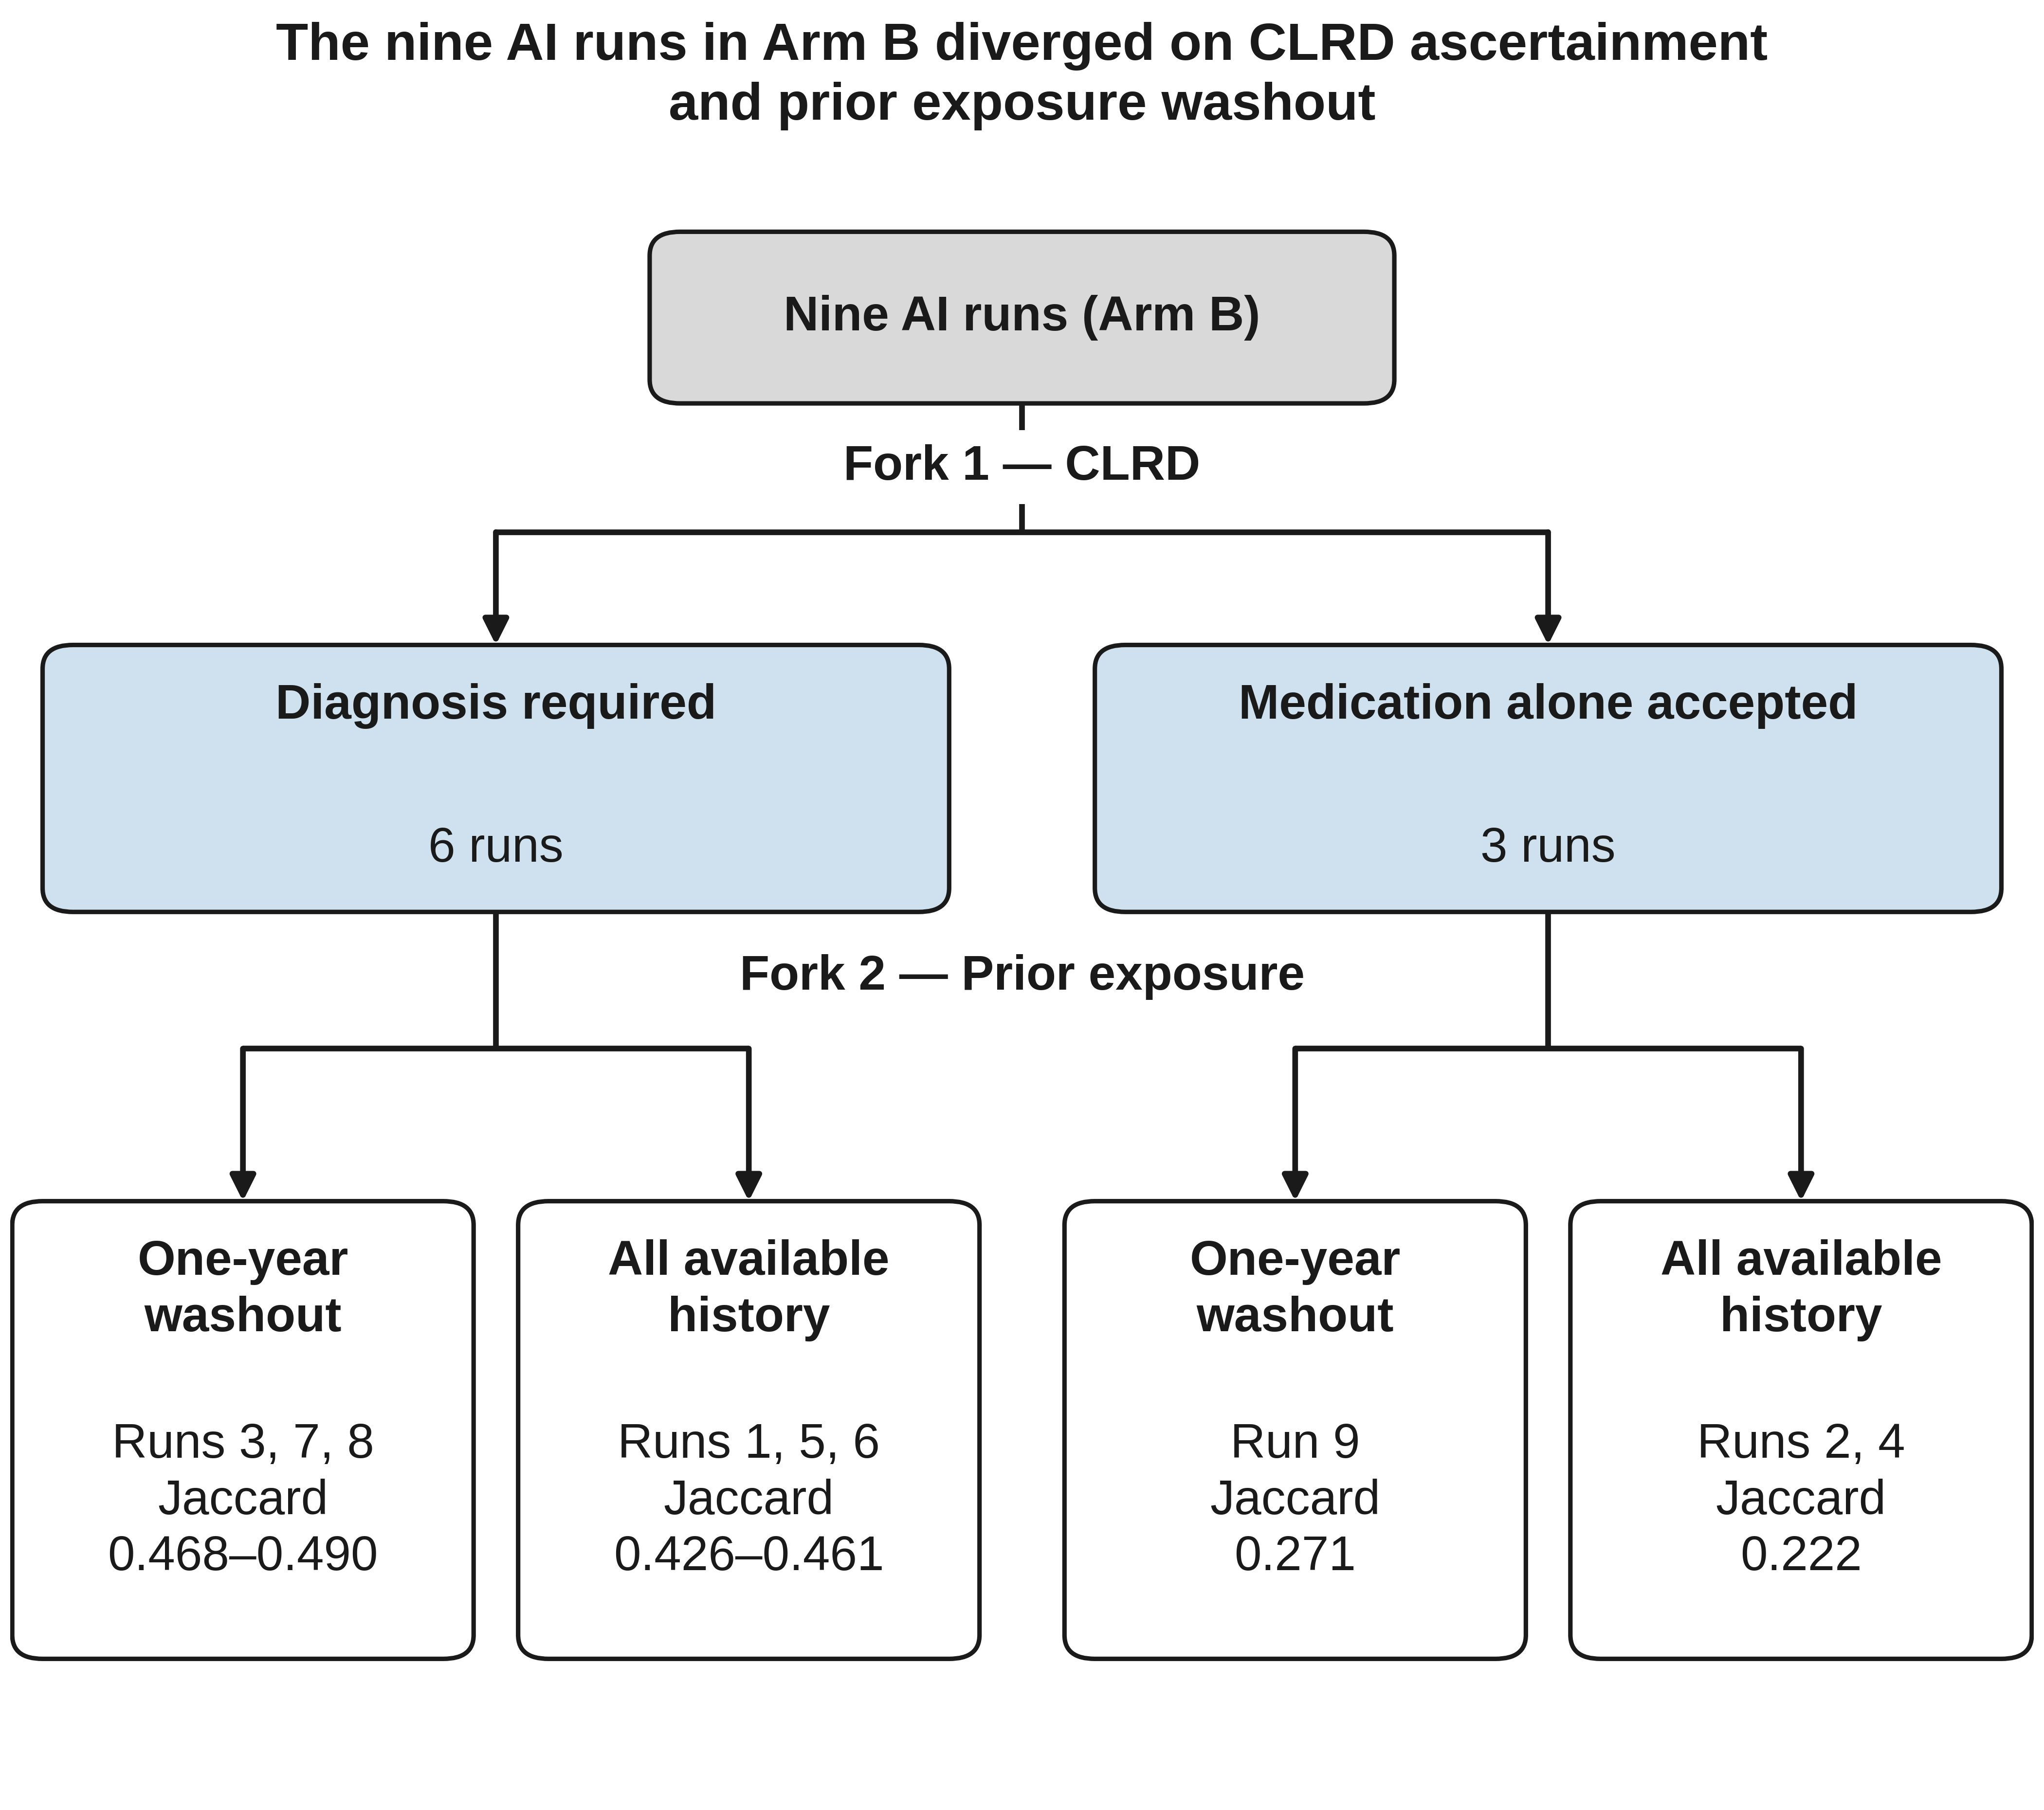 The nine AI runs in Arm B diverged on CLRD ascertainment
and prior exposure washout
Nine AI runs (Arm B)
Fork 1 — CLRD
Diagnosis required
6 runs
Medication alone accepted
3 runs
Fork 2 — Prior exposure
One-year
washout
Runs 3, 7, 8
Jaccard
0.468–0.490
All available
history
Runs 1, 5, 6
Jaccard
0.426–0.461
One-year
washout
Run 9
Jaccard
0.271
All available
history
Runs 2, 4
Jaccard
0.222